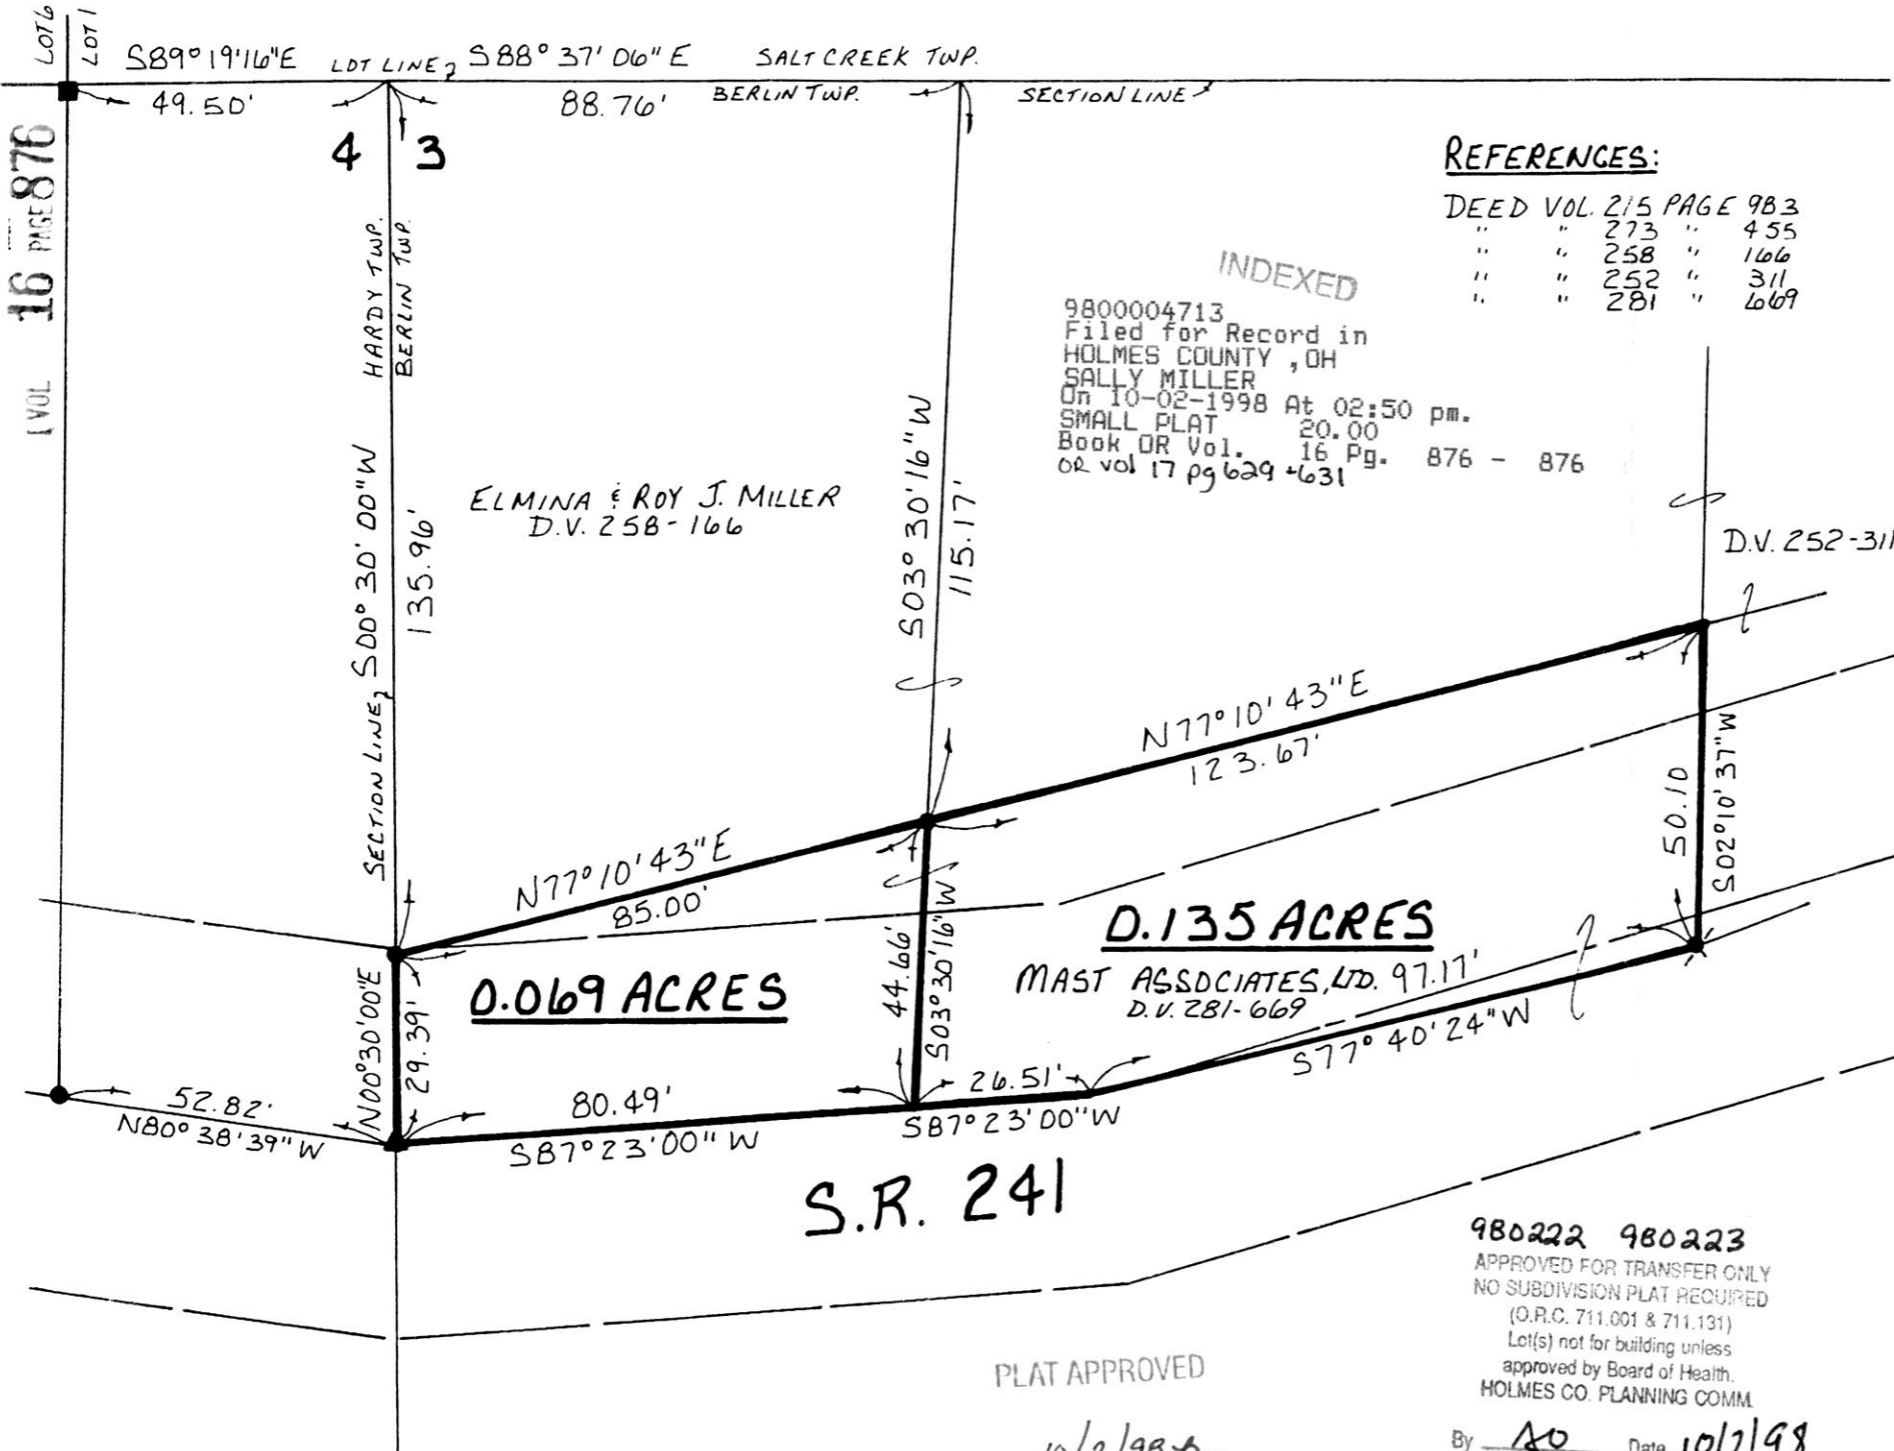 LOT 6
LOT 1
S89°19'16"E
LOT LINE
S88°37'06"E
SALT CREEK TWP.
49.50'
88.76'
BERLIN TWP.
SECTION LINE
4 3
VOL 16 PAGE 876
HARDY TWP.
BERLIN TWP.
SECTION LINE, S00°30'00"W
135.96'
ELMINA & ROY J. MILLER
D.V. 258-166
S03°30'16"W
115.17'
REFERENCES:
DEED VOL. 215 PAGE 983
" " 273 " 455
" " 258 " 166
" " 252 " 311
" " 281 " 669
INDEXED
9800004713
Filed for Record in
HOLMES COUNTY ,OH
SALLY MILLER
On 10-02-1998 At 02:50 pm.
SMALL PLAT 20.00
Book OR Vol. 16 Pg. 876 - 876
OR vol 17 pg 629 +631
D.V. 252-311
N77°10'43"E
123.67'
N77°10'43"E
85.00'
50.10
S02°10'37"W
0.135 ACRES
MAST ASSOCIATES, LTD.
D.V. 281-669
97.17'
S77°40'24"W
44.66'
S03°30'16"W
0.069 ACRES
N00°30'00"E
29.39'
52.82'
N80°38'39"W
80.49'
S87°23'00"W
26.51'
S87°23'00"W
S.R. 241
980222 980223
APPROVED FOR TRANSFER ONLY
NO SUBDIVISION PLAT REQUIRED
(O.R.C. 711.001 & 711.131)
Lot(s) not for building unless
approved by Board of Health.
HOLMES CO. PLANNING COMM.
By Date
PLAT APPROVED